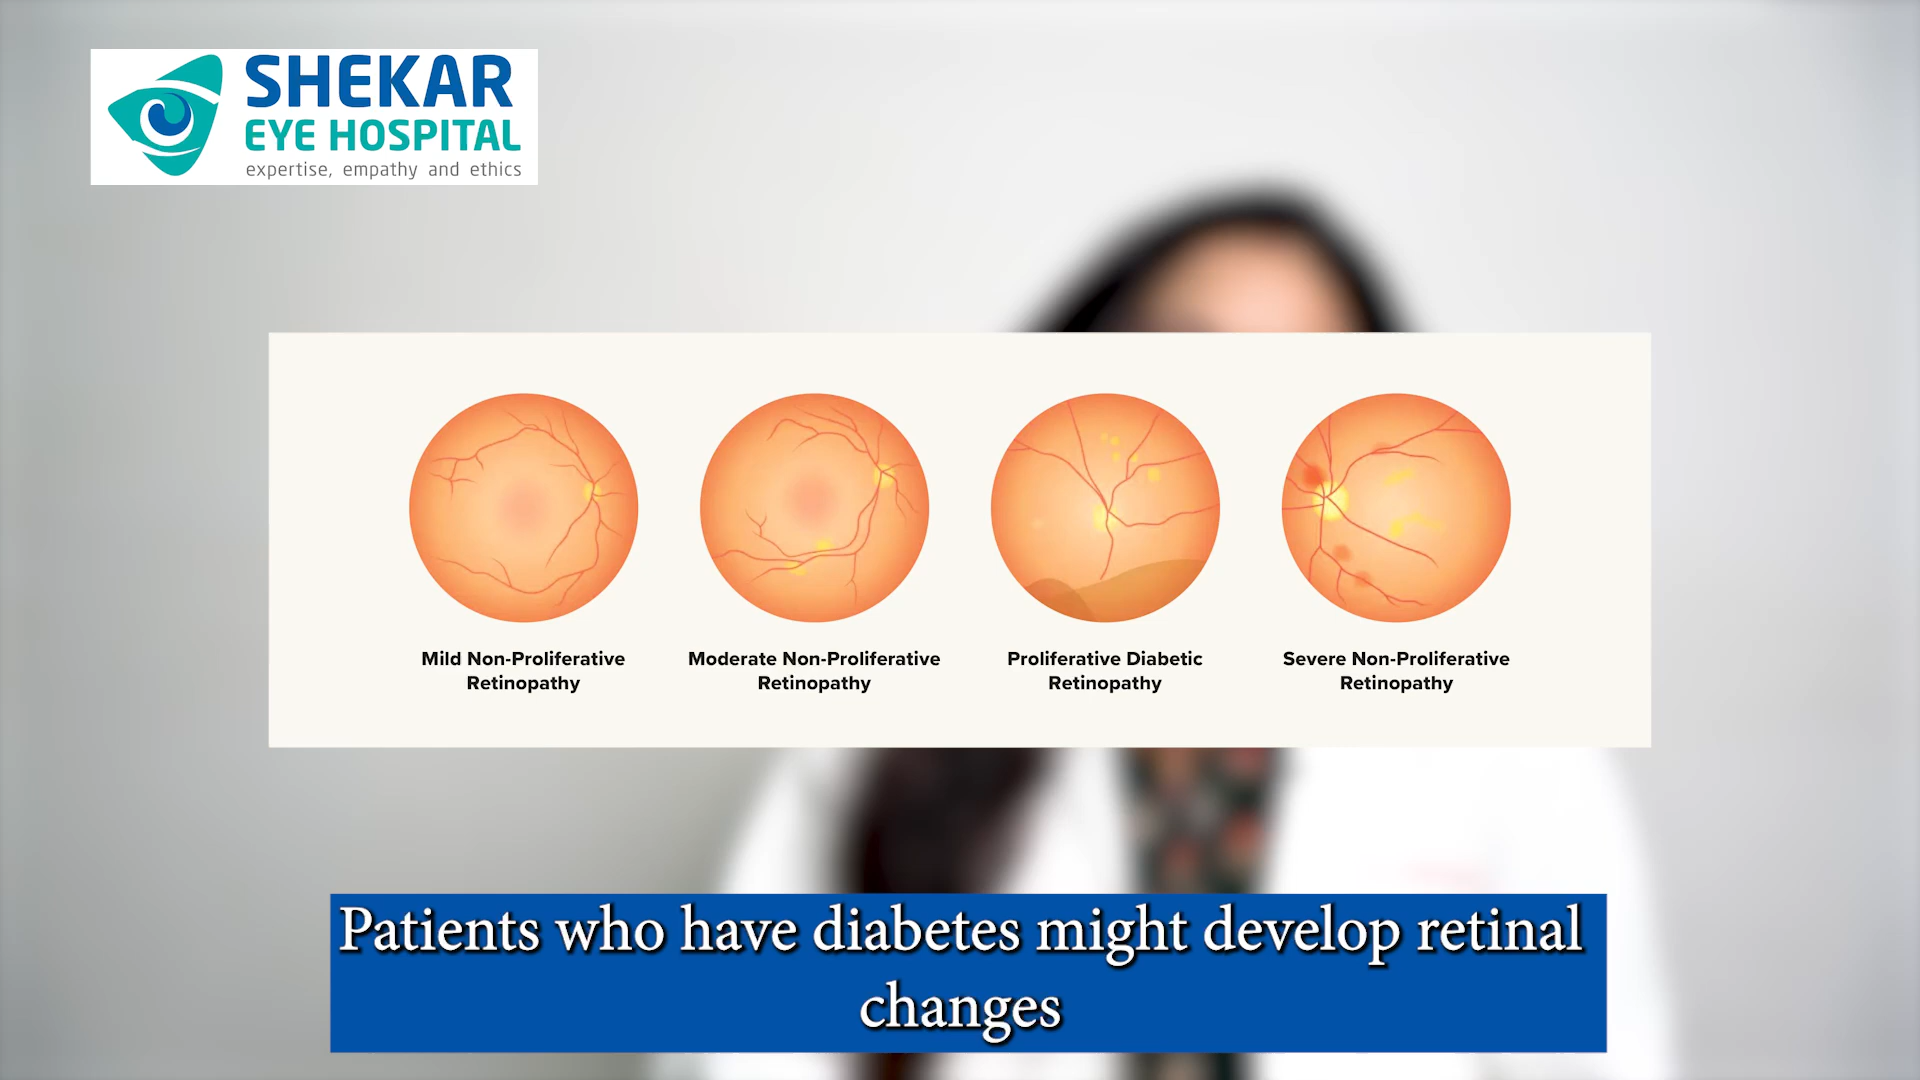 SHEKAR
EYE HOSPITAL
expertise, empathy and ethics
Mild Non-Proliferative
Retinopathy
Moderate Non-Proliferative
Retinopathy
Proliferative Diabetic
Retinopathy
Severe Non-Proliferative
Retinopathy
Patients who have diabetes might develop retinal
changes